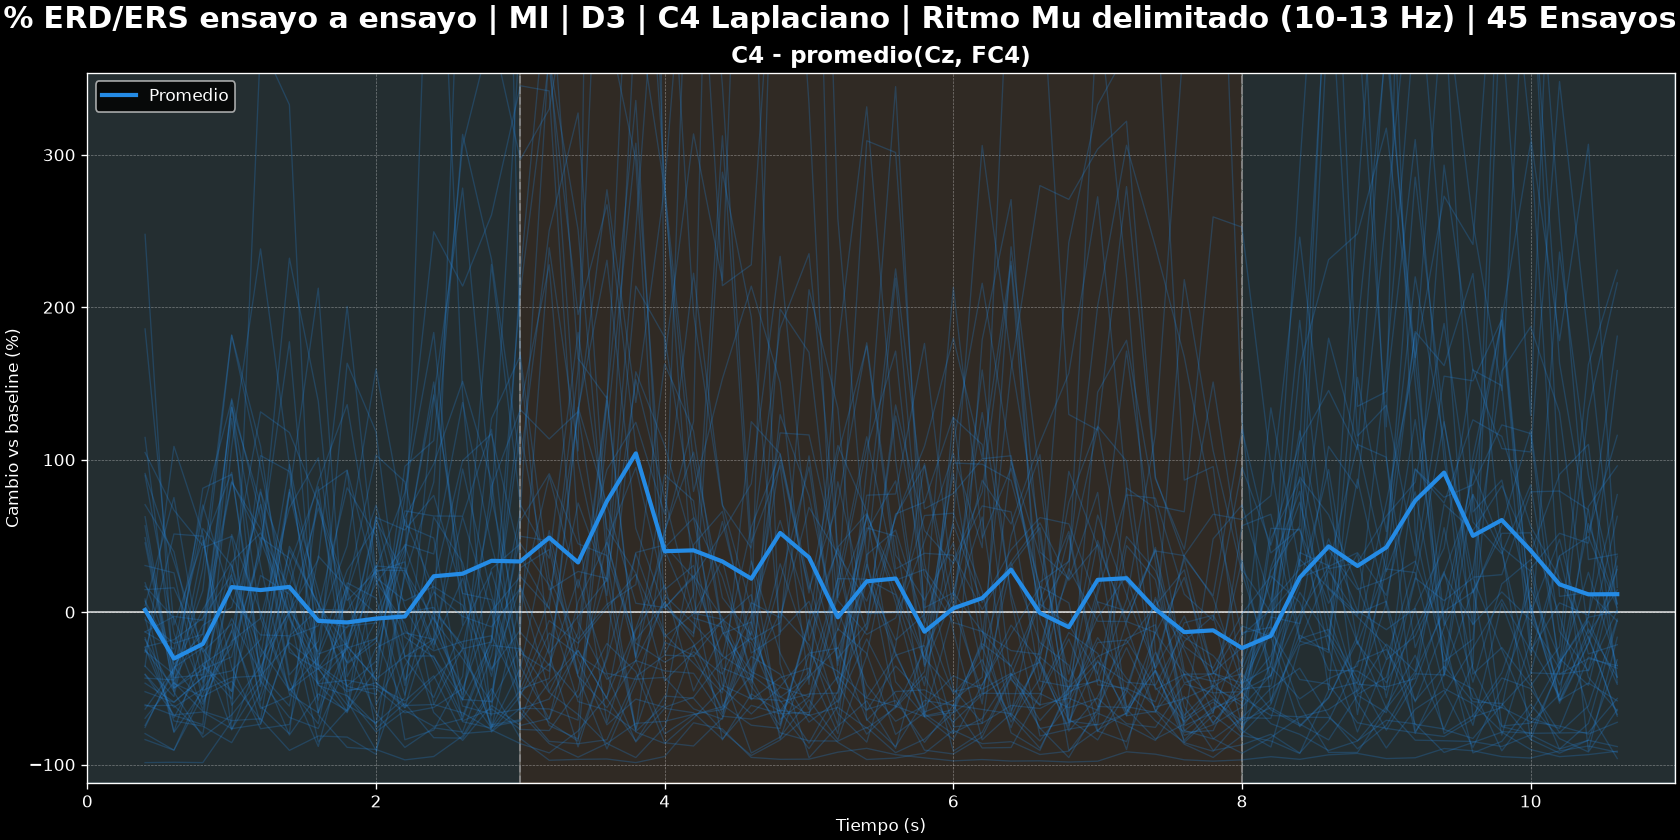 % ERD/ERS ensayo a ensayo | MI | D3 | C4 Laplaciano | Ritmo Mu delimitado (10-13 Hz) | 45 Ensayos
C4 - promedio(Cz, FC4)
Promedio
300
200
100
0
−100
Cambio vs baseline (%)
0 2 4 6 8 10
Tiempo (s)